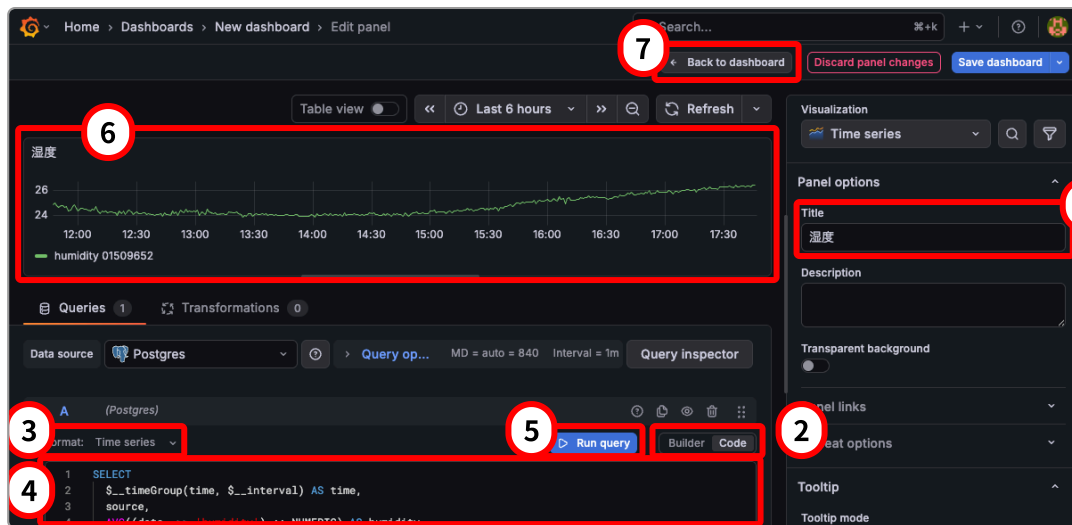 Home > Dashboards > New dashboard > Edit panel
Search...
⌘+k
7
← Back to dashboard
Discard panel changes
Save dashboard
Table view
Last 6 hours
Refresh
6
湿度
26
24
12:00 12:30 13:00 13:30 14:00 14:30 15:00 15:30 16:00 16:30 17:00 17:30
humidity 01509652
Visualization
Time series
Panel options
Title
湿度
Description
Transparent background
Queries 1
Transformations 0
Data source
Postgres
Query op...
MD = auto = 840
Interval = 1m
Query inspector
A
(Postgres)
3
Time series
5
Run query
Builder
Code
2
links
options
4
1 SELECT
2 $__timeGroup(time, $__interval) AS time,
3 source,
Tooltip
Tooltip mode